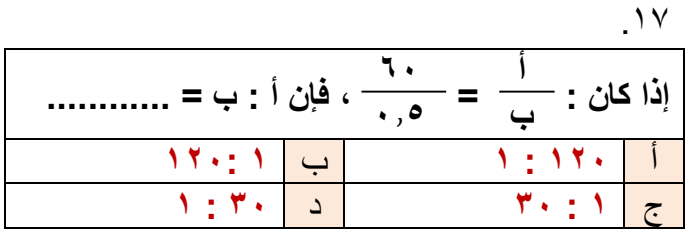 ١٧.
إذا كان : أ/ب = ٦٠/٠,٥ ، فإن أ : ب = ............
أ ١٢٠ : ١ ب ١ :١٢٠
ج ١ : ٣٠ د ٣٠ : ١